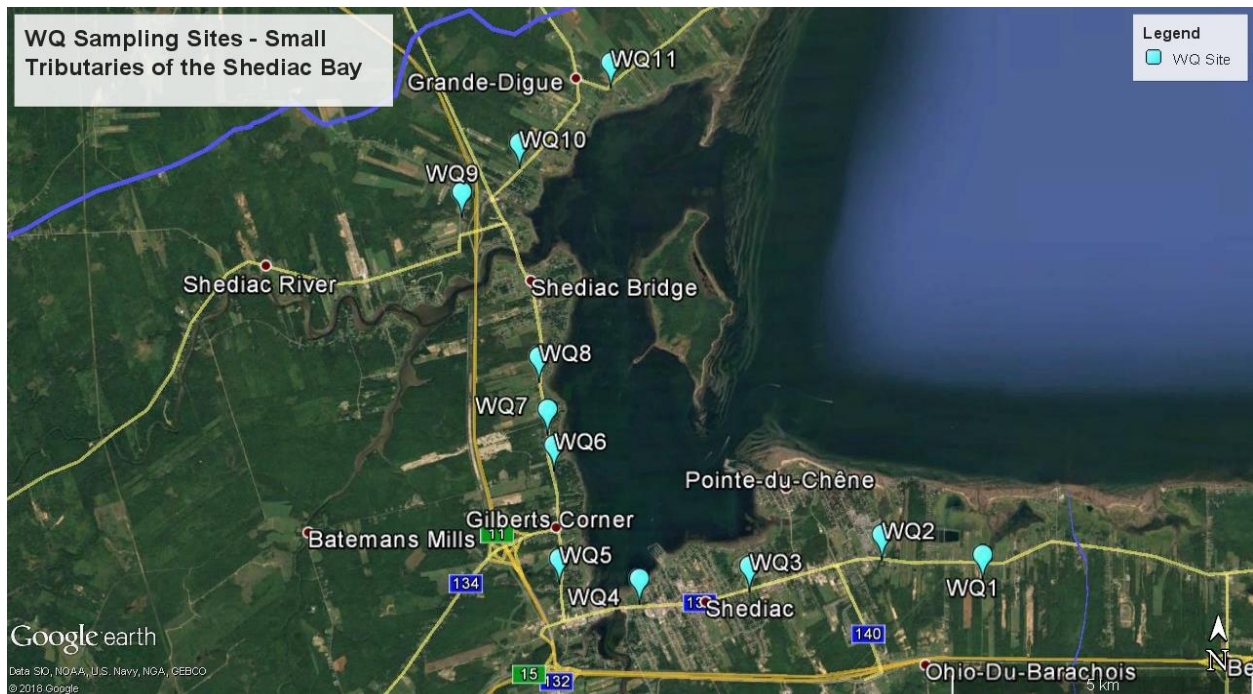 WQ Sampling Sites - Small
Tributaries of the Shediac Bay
Legend
WQ Site
WQ11
Grande-Digue
WQ10
WQ9
Shediac River
Shediac Bridge
WQ8
WQ7
WQ6
Pointe-du-Chêne
Gilberts Corner
11
Batemans Mills
WQ2
WQ5
WQ3
134
WQ4
WQ1
Shediac
140
Google earth
N
Data SIO, NOAA, U.S. Navy, NGA, GEBCO
© 2018 Google
15
132
Ohio-Du-Barachois
5 km